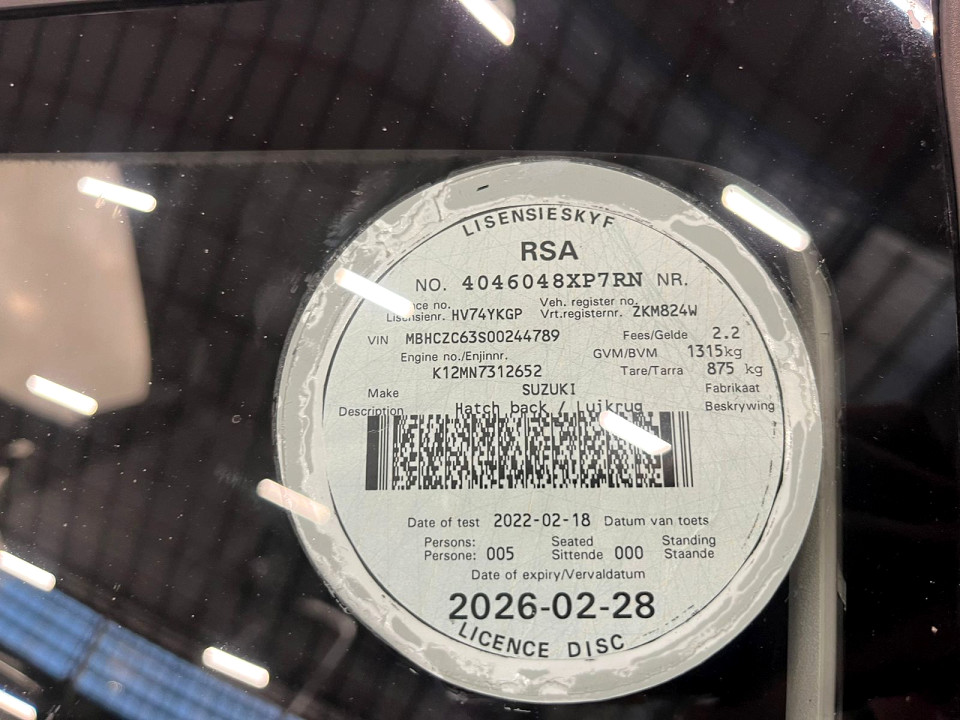 LISENSIESKYF
RSA
NO. 4046048XP7RN NR.
nce no. Veh. register no.
Lisensienr. HV74YKGP Vrt.registernr. ZKM824W
VIN MBHCZC63S00244789 Fees/Gelde 2.2
Engine no./Enjinnr. GVM/BVM 1315kg
K12MN7312652 Tare/Tarra 875 kg
Make SUZUKI Fabrikaat
Description Hatch back / Luikrug Beskrywing
Date of test 2022-02-18 Datum van toets
Persons: Seated Standing
Persone: 005 Sittende 000 Staande
Date of expiry/Vervaldatum
2026-02-28
LICENCE DISC